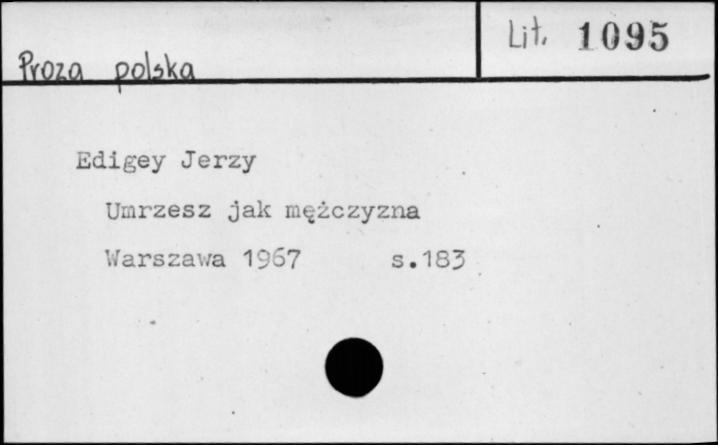 Lit. 1095
Proza polska
Edigey Jerzy
Umrzesz jak mężczyzna
Warszawa 1967 s.183